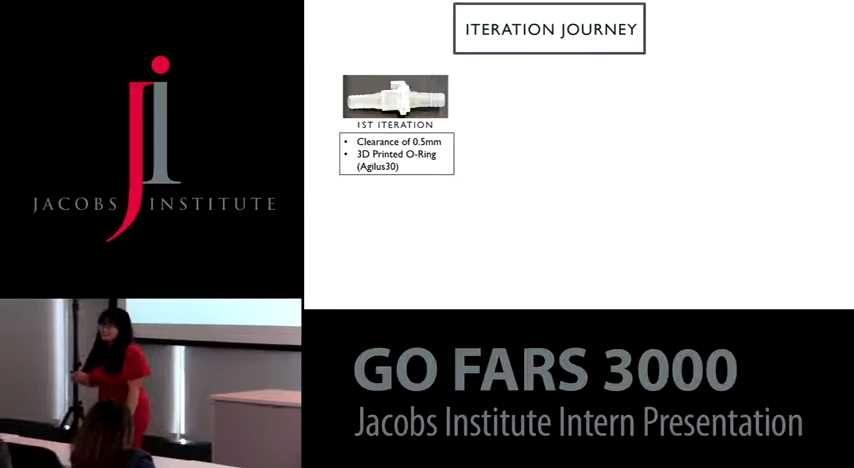 JACOBS INSTITUTE
ITERATION JOURNEY
1ST ITERATION
• Clearance of 0.5mm
• 3D Printed O-Ring
(Agilus30)
GO FARS 3000
Jacobs Institute Intern Presentation